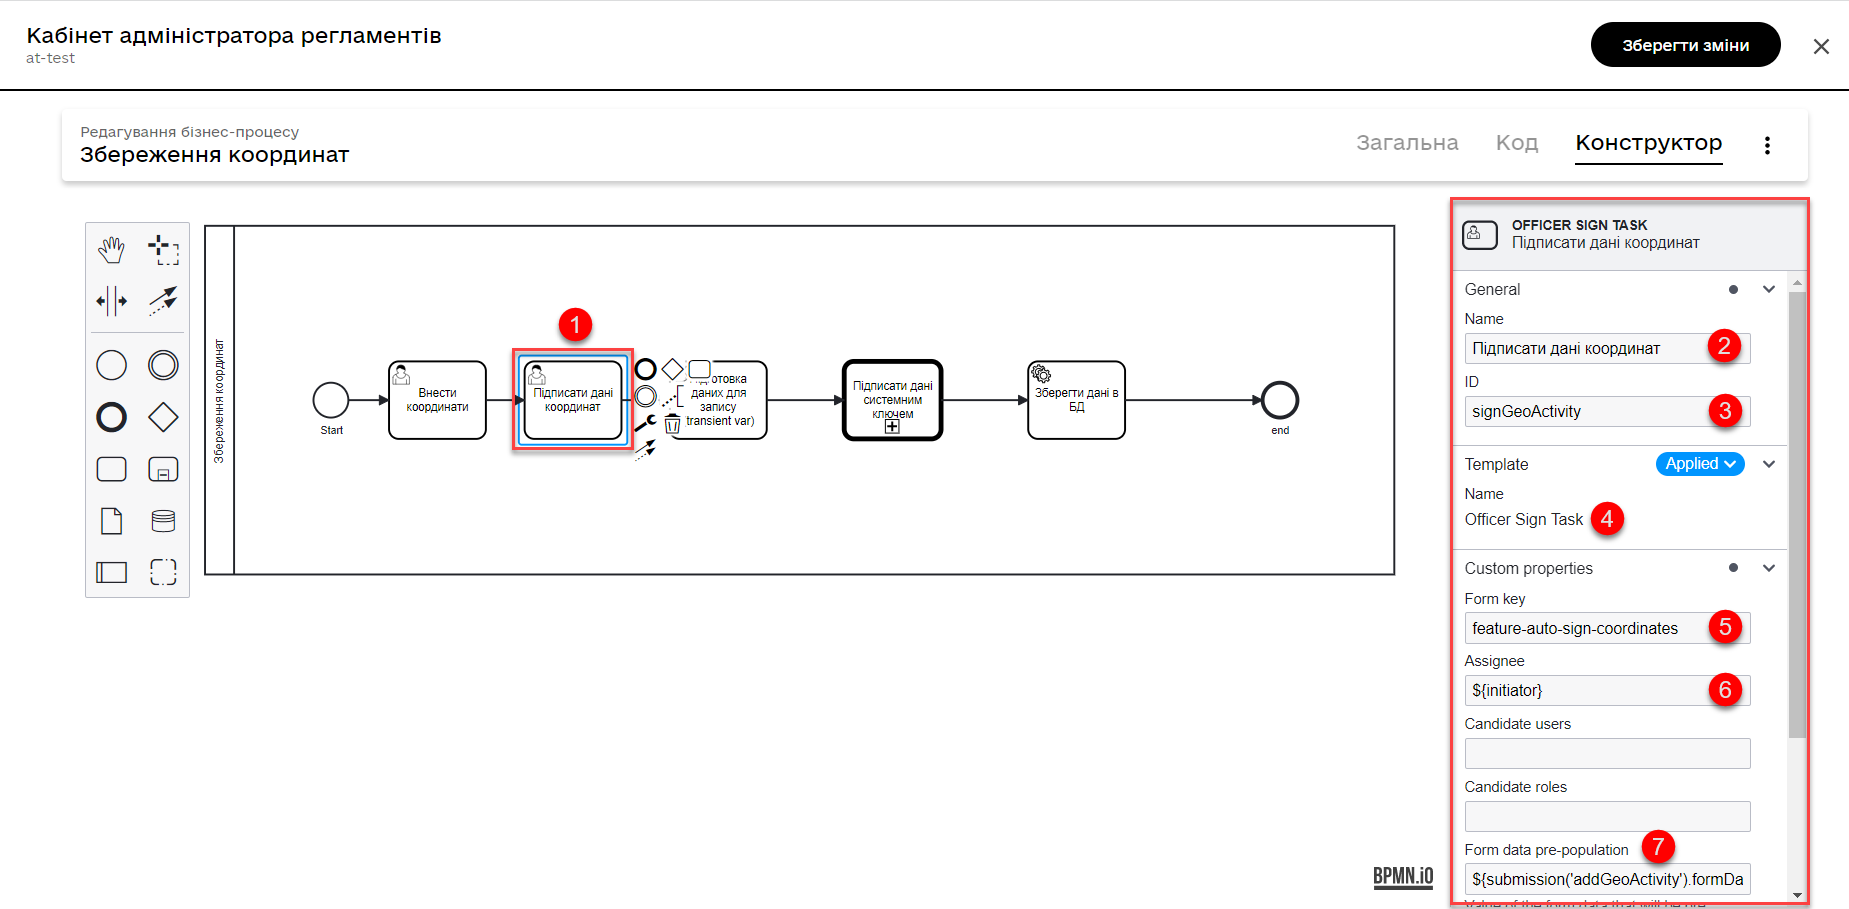 Кабінет адміністратора регламентів
at-test
Зберегти зміни
Редагування бізнес-процесу
Збереження координат
Загальна
Код
Конструктор
Збереження координат
Start
Внести
координати
1
Підписати дані
координат
даних для
запису
transient var)
Підписати дані
системним
ключем
Зберегти дані в
БД
end
BPMN.iO
OFFICER SIGN TASK
Підписати дані координат
General
Name
Підписати дані координат
2
ID
signGeoActivity
3
Template
Applied
Name
Officer Sign Task
4
Custom properties
Form key
feature-auto-sign-coordinates
5
Assignee
${initiator}
6
Candidate users
Candidate roles
Form data pre-population
7
${submission('addGeoActivity').formDa